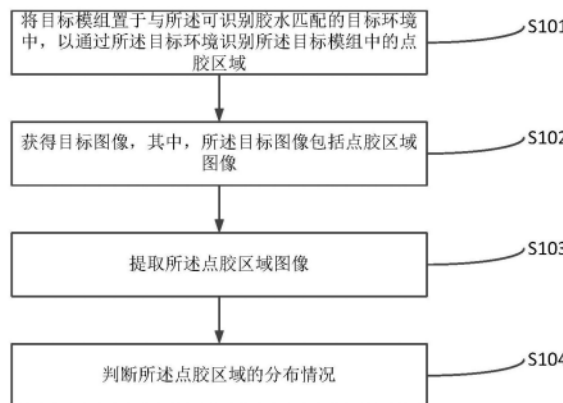 将目标模组置于与所述可识别胶水匹配的目标环境
中，以通过所述目标环境识别所述目标模组中的点
胶区域
S101
获得目标图像，其中，所述目标图像包括点胶区域
图像
S102
提取所述点胶区域图像
S103
判断所述点胶区域的分布情况
S104